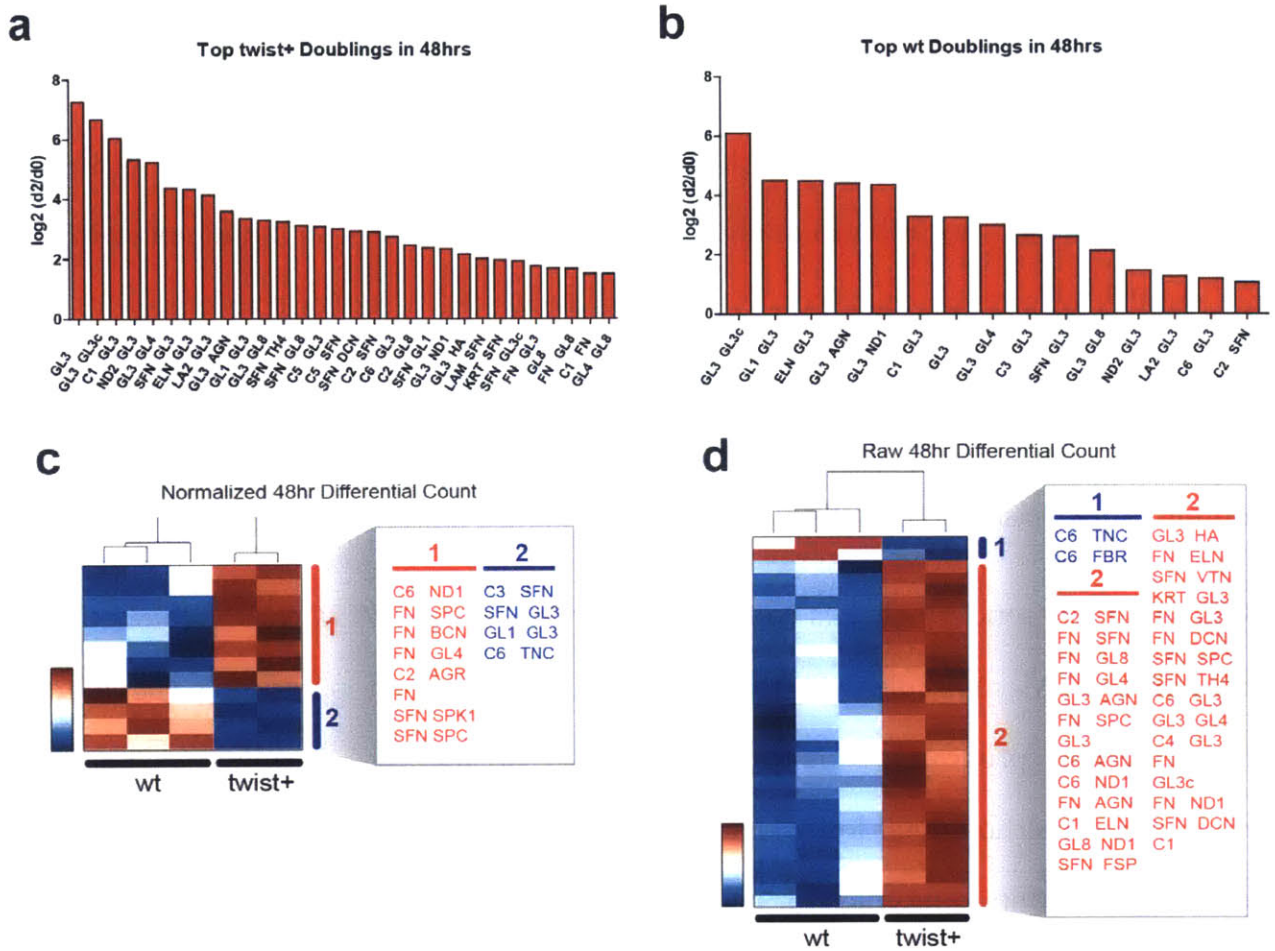 a
Top twist+ Doublings in 48hrs
log2 (d2/d0)
8
6
4
2
0
GL3
GL3 GL3c
C1 GL3
ND2 GL3
GL3 GL4
SFN GL3
ELN GL3
LA2 GL3
GL3 AGN
GL1 GL3
GL3 GL8
SFN TH4
SFN GL8
C5 GL3
C5 SFN
SFN DCN
C2 SFN
C2 GL3
C6 GL3
C2 GL8
SFN GL1
GL3 ND1
GL3 HA
LAM SFN
KRT SFN
SFN GL3c
FN GL3
GL8
FN GL8
C1 FN
GL4 GL8
b
Top wt Doublings in 48hrs
log2 (d2/d0)
8
6
4
2
0
GL3 GL3c
GL1 GL3
ELN GL3
GL3 AGN
GL3 ND1
C1 GL3
GL3
GL3 GL4
C3 GL3
SFN GL3
GL3 GL8
ND2 GL3
LA2 GL3
C6 GL3
C2 SFN
c
Normalized 48hr Differential Count
1
2
wt
twist+
1
C6 ND1
FN SPC
FN BCN
FN GL4
C2 AGR
FN
SFN SPK1
SFN SPC
2
C3 SFN
SFN GL3
GL1 GL3
C6 TNC
d
Raw 48hr Differential Count
1
2
wt
twist+
1
C6 TNC
C6 FBR
2
C2 SFN
FN SFN
FN GL8
FN GL4
GL3 AGN
FN SPC
GL3
C6 AGN
C6 ND1
FN AGN
C1 ELN
GL8 ND1
SFN FSP
2
GL3 HA
FN ELN
SFN VTN
KRT GL3
FN GL3
FN DCN
SFN SPC
SFN TH4
C6 GL3
GL3 GL4
C4 GL3
FN
GL3c
FN ND1
SFN DCN
C1